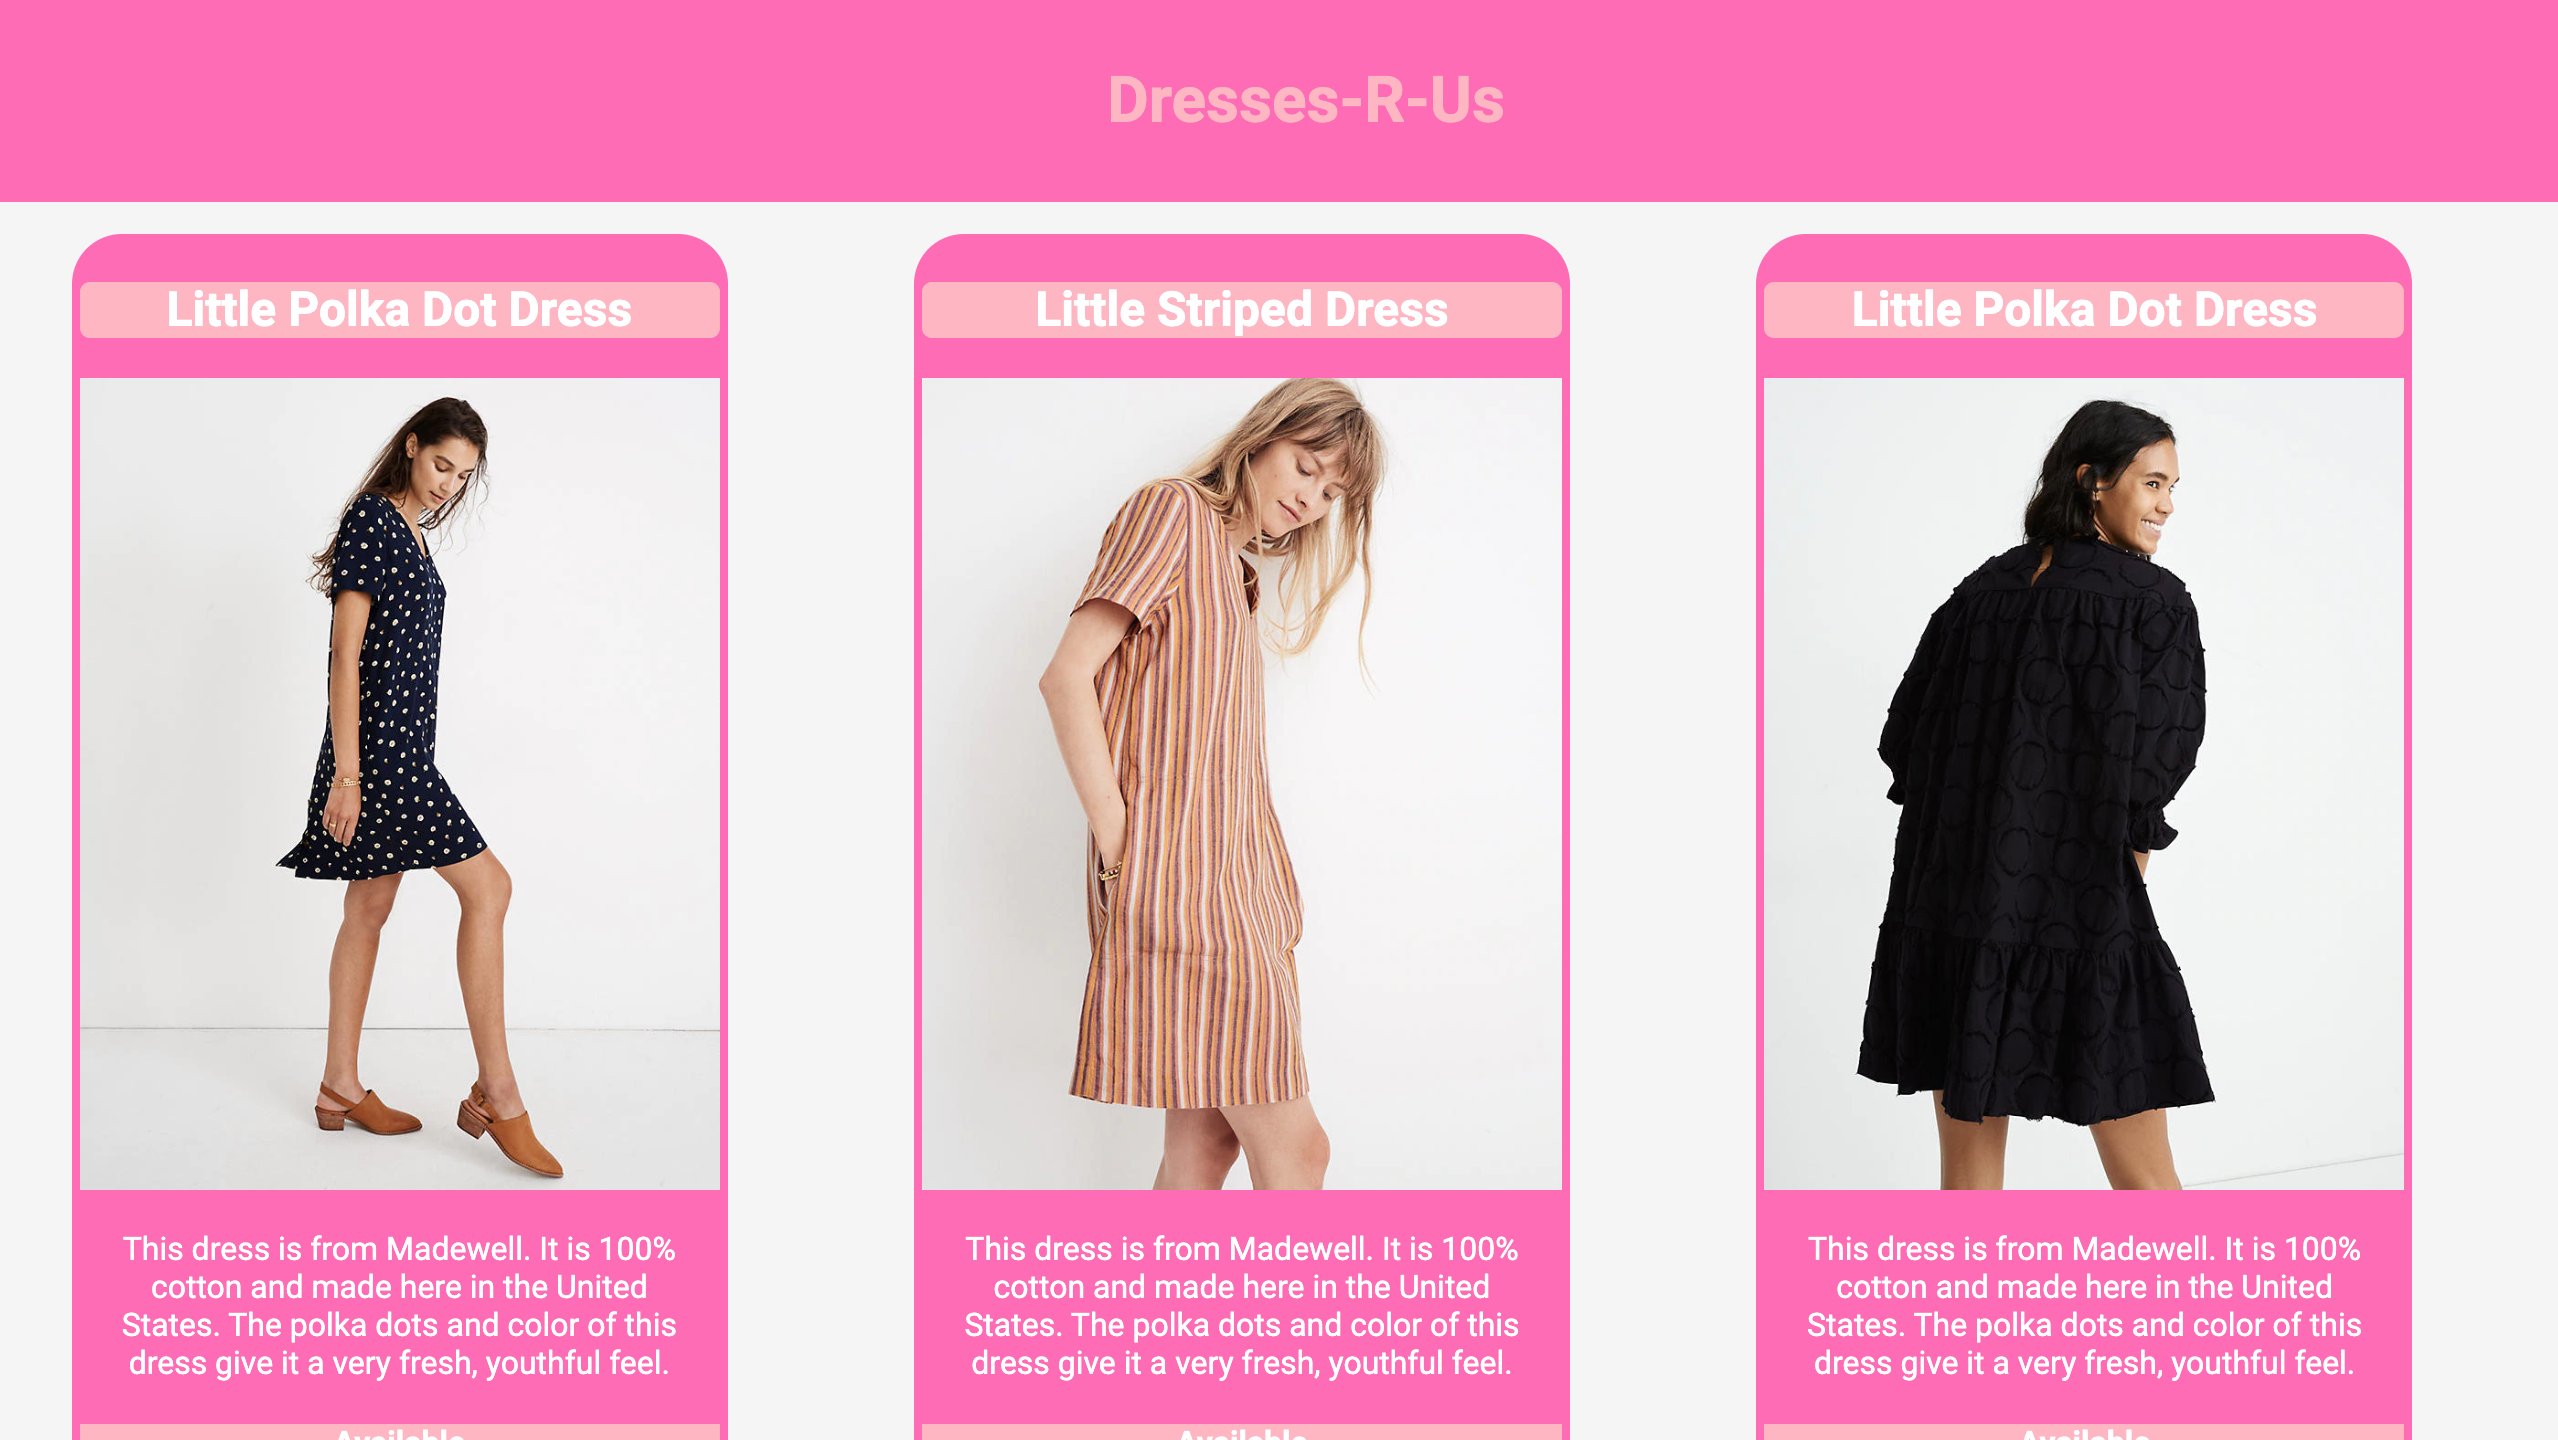 Dresses-R-Us
Little Polka Dot Dress
This dress is from Madewell. It is 100%
cotton and made here in the United
States. The polka dots and color of this
dress give it a very fresh, youthful feel.
Available
Little Striped Dress
This dress is from Madewell. It is 100%
cotton and made here in the United
States. The polka dots and color of this
dress give it a very fresh, youthful feel.
Available
Little Polka Dot Dress
This dress is from Madewell. It is 100%
cotton and made here in the United
States. The polka dots and color of this
dress give it a very fresh, youthful feel.
Available